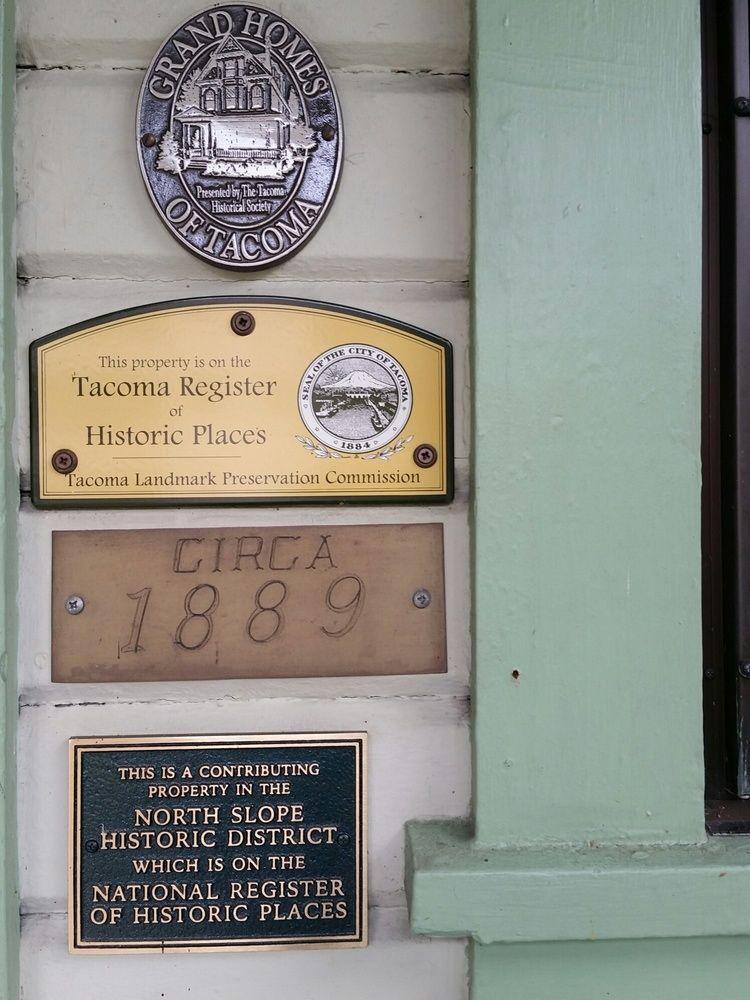 GRAND HOMES
Presented by The Tacoma
Historical Society
OF TACOMA
This property is on the
Tacoma Register
of
Historic Places
Tacoma Landmark Preservation Commission
SEAL OF THE CITY OF TACOMA
1884
CIRCA
1889
THIS IS A CONTRIBUTING
PROPERTY IN THE
NORTH SLOPE
HISTORIC DISTRICT
WHICH IS ON THE
NATIONAL REGISTER
OF HISTORIC PLACES